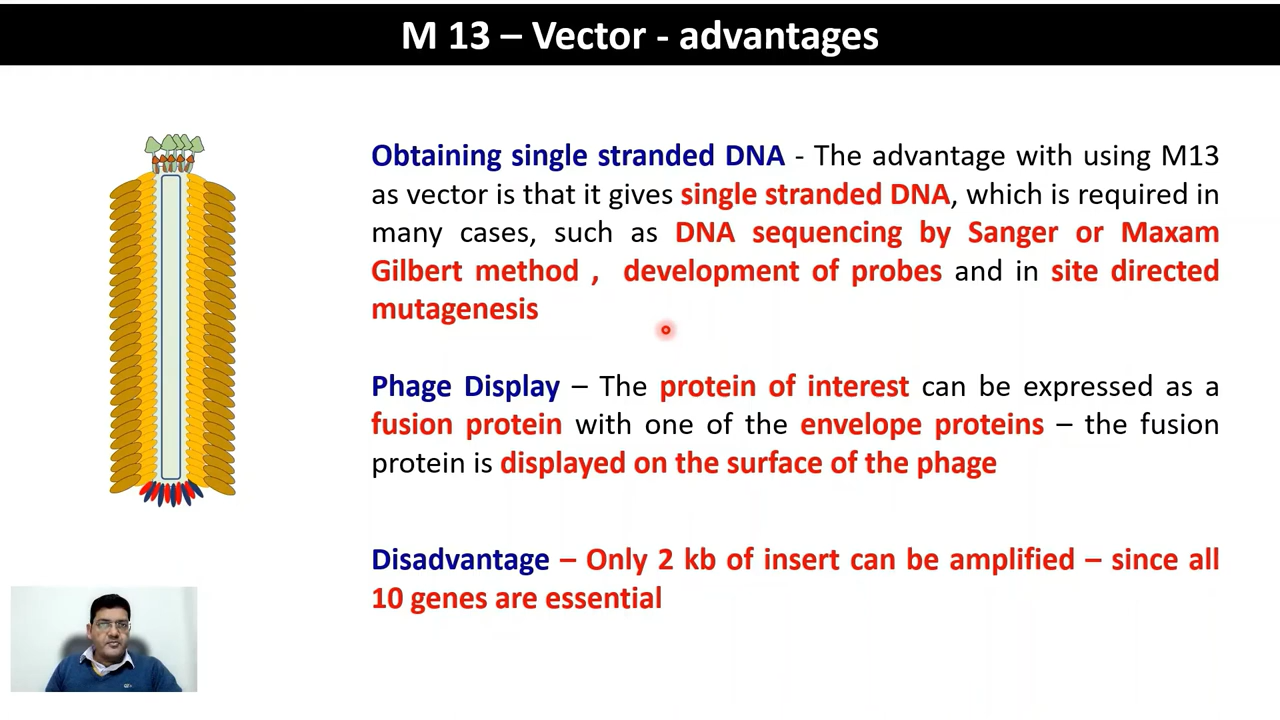 M 13 – Vector - advantages
Obtaining single stranded DNA - The advantage with using M13
as vector is that it gives single stranded DNA, which is required in
many cases, such as DNA sequencing by Sanger or Maxam
Gilbert method , development of probes and in site directed
mutagenesis
Phage Display – The protein of interest can be expressed as a
fusion protein with one of the envelope proteins – the fusion
protein is displayed on the surface of the phage
Disadvantage – Only 2 kb of insert can be amplified – since all
10 genes are essential